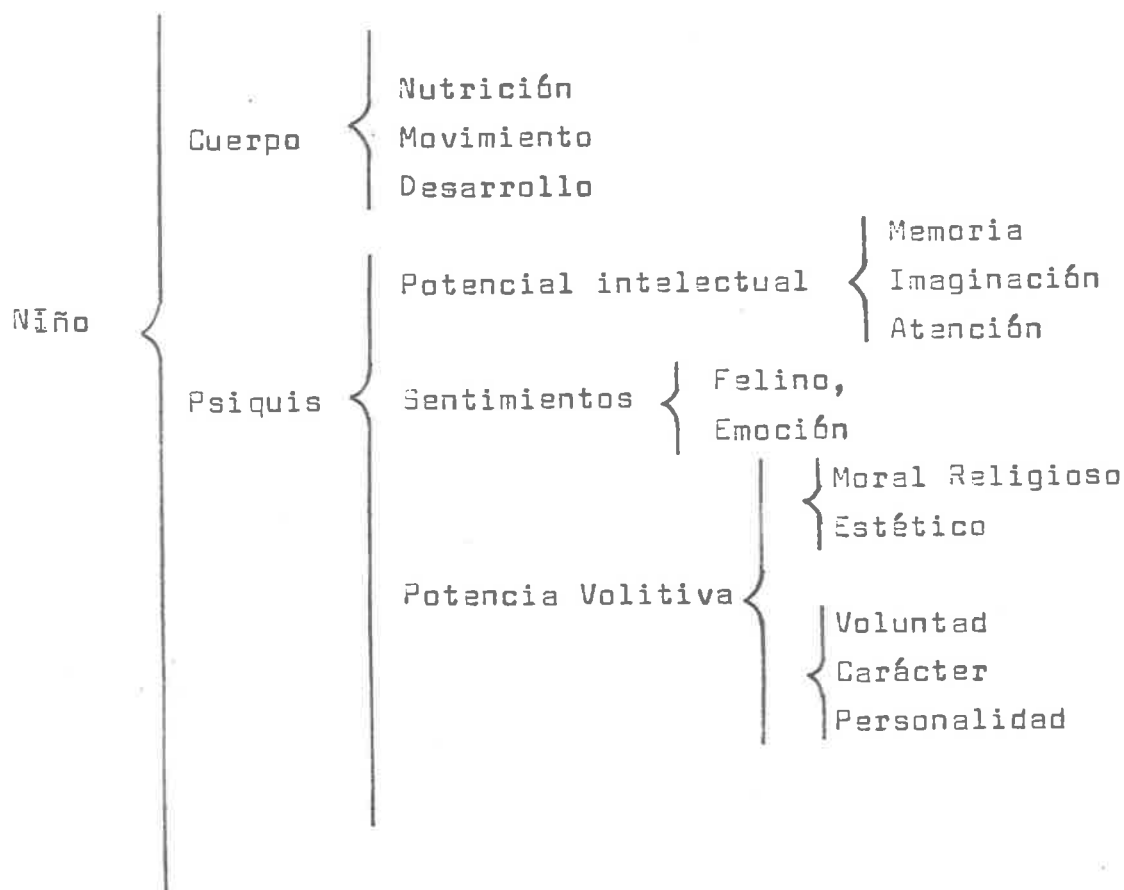 Niño
Cuerpo
Nutrición
Movimiento
Desarrollo
Psiquis
Potencial intelectual
Memoria
Imaginación
Atención
Sentimientos
Felino,
Emoción
Potencia Volitiva
Moral Religioso
Estético
Voluntad
Carácter
Personalidad